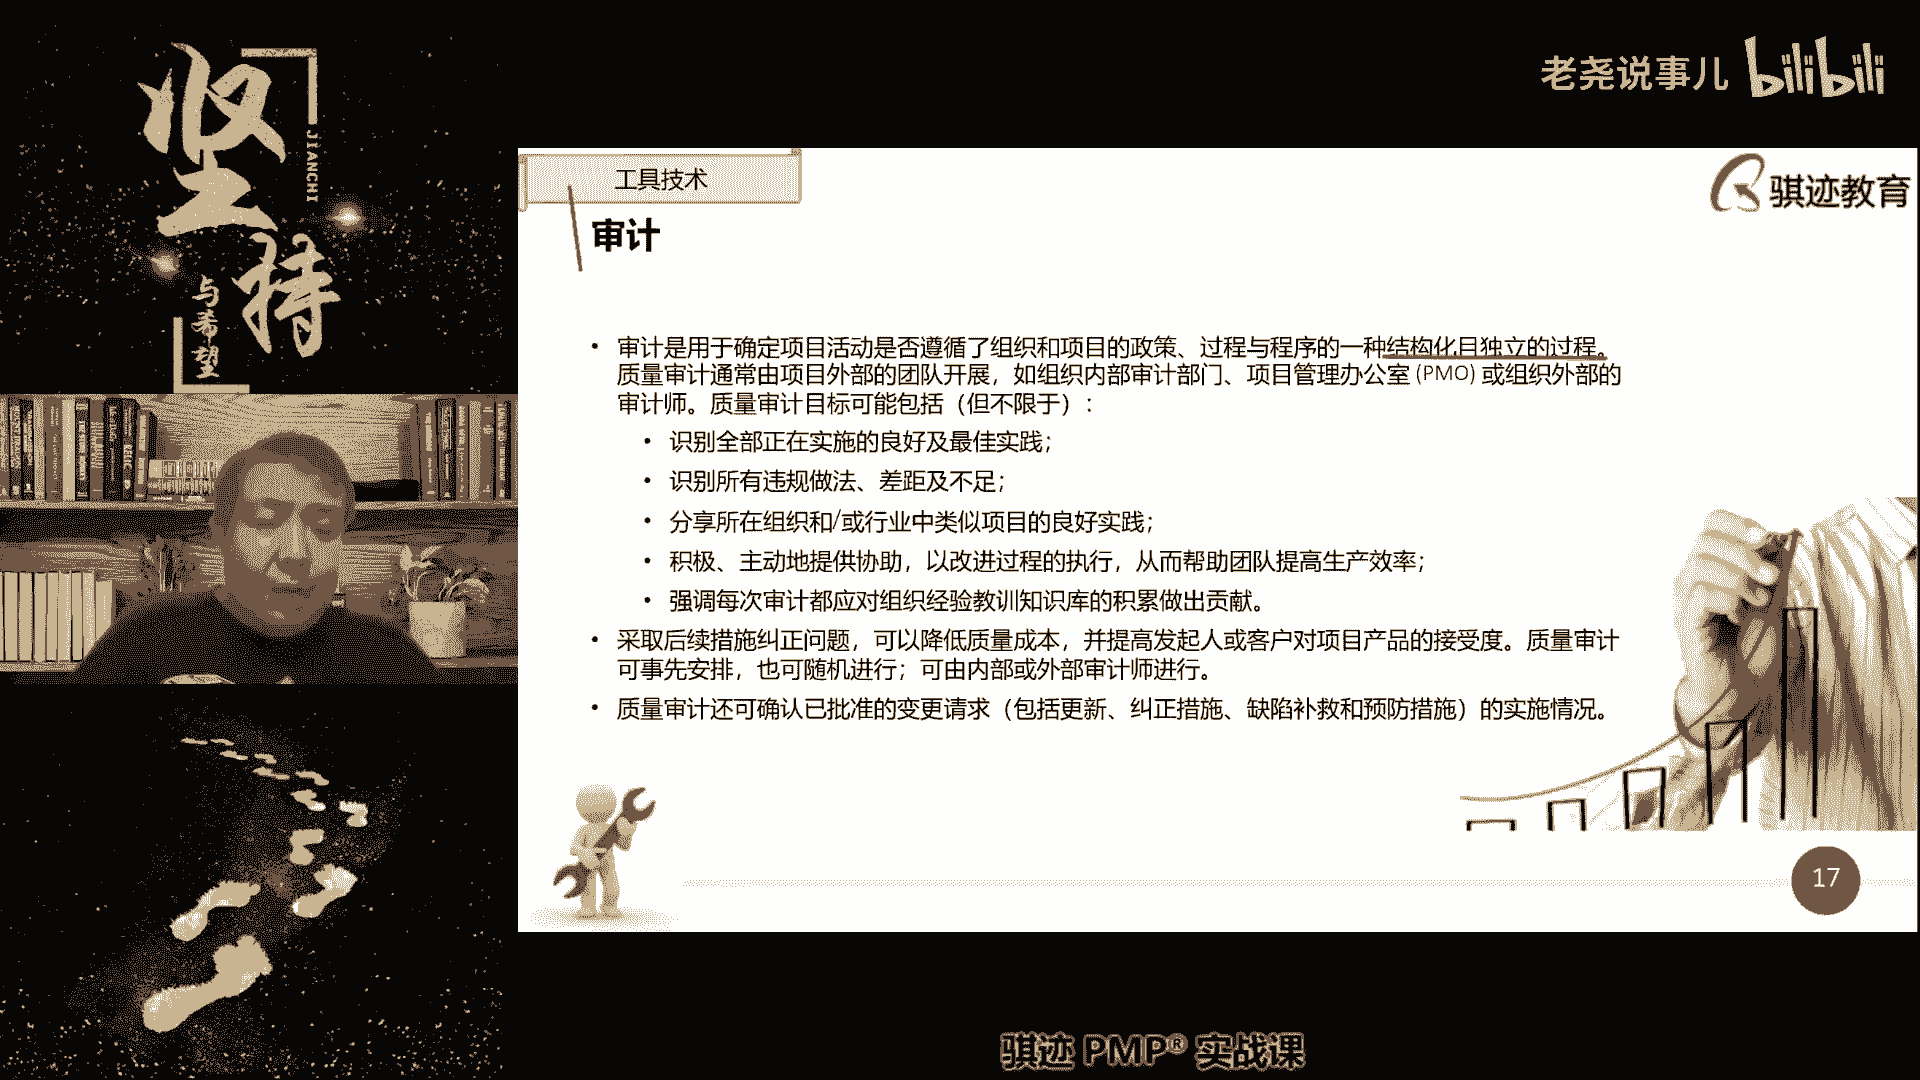 坚持
JIANCHI
与希望
老尧说事儿 bilibili
工具技术
骐迹教育
审计
• 审计是用于确定项目活动是否遵循了组织和项目的政策、过程与程序的一种结构化且独立的过程。
质量审计通常由项目外部的团队开展，如组织内部审计部门、项目管理办公室 (PMO) 或组织外部的
审计师。质量审计目标可能包括（但不限于）：
• 识别全部正在实施的良好及最佳实践；
• 识别所有违规做法、差距及不足；
• 分享所在组织和/或行业中类似项目的良好实践；
• 积极、主动地提供协助，以改进过程的执行，从而帮助团队提高生产效率；
• 强调每次审计都应对组织经验教训知识库的积累做出贡献。
• 采取后续措施纠正问题，可以降低质量成本，并提高发起人或客户对项目产品的接受度。质量审计
可事先安排，也可随机进行；可由内部或外部审计师进行。
• 质量审计还可确认已批准的变更请求（包括更新、纠正措施、缺陷补救和预防措施）的实施情况。
17
骐迹 PMP® 实战课